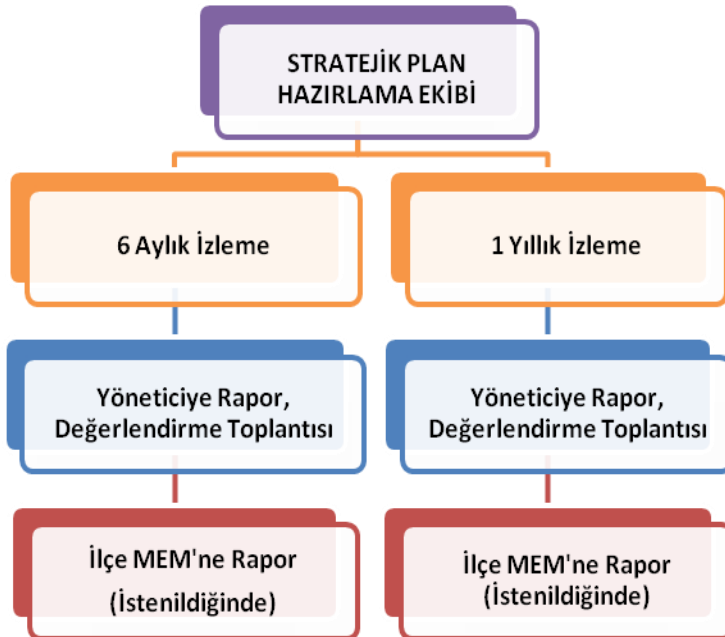 STRATEJİK PLAN
HAZIRLAMA EKİBİ
6 Aylık İzleme
1 Yıllık İzleme
Yöneticiye Rapor,
Değerlendirme Toplantısı
Yöneticiye Rapor,
Değerlendirme Toplantısı
İlçe MEM'ne Rapor
(İstenildiğinde)
İlçe MEM'ne Rapor
(İstenildiğinde)